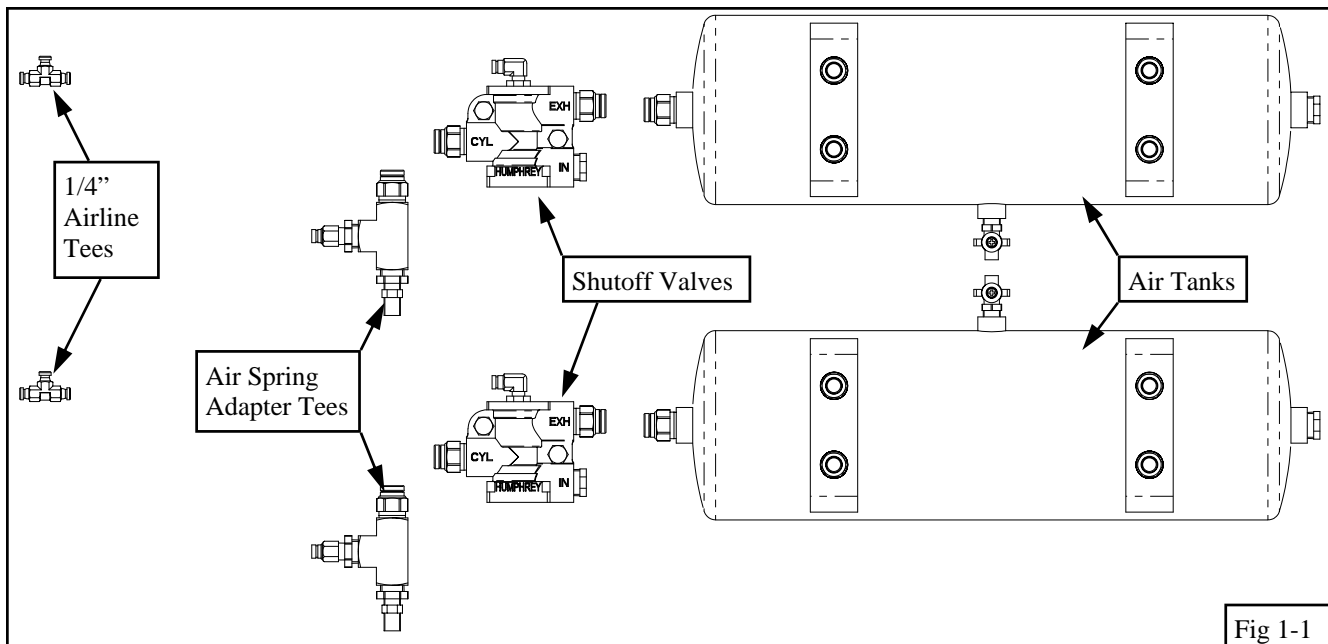 EXH
CYL
HUMPHREY
IN
1/4”
Airline
Tees
Shutoff Valves
Air Tanks
Air Spring
Adapter Tees
EXH
CYL
HUMPHREY
IN
Fig 1-1